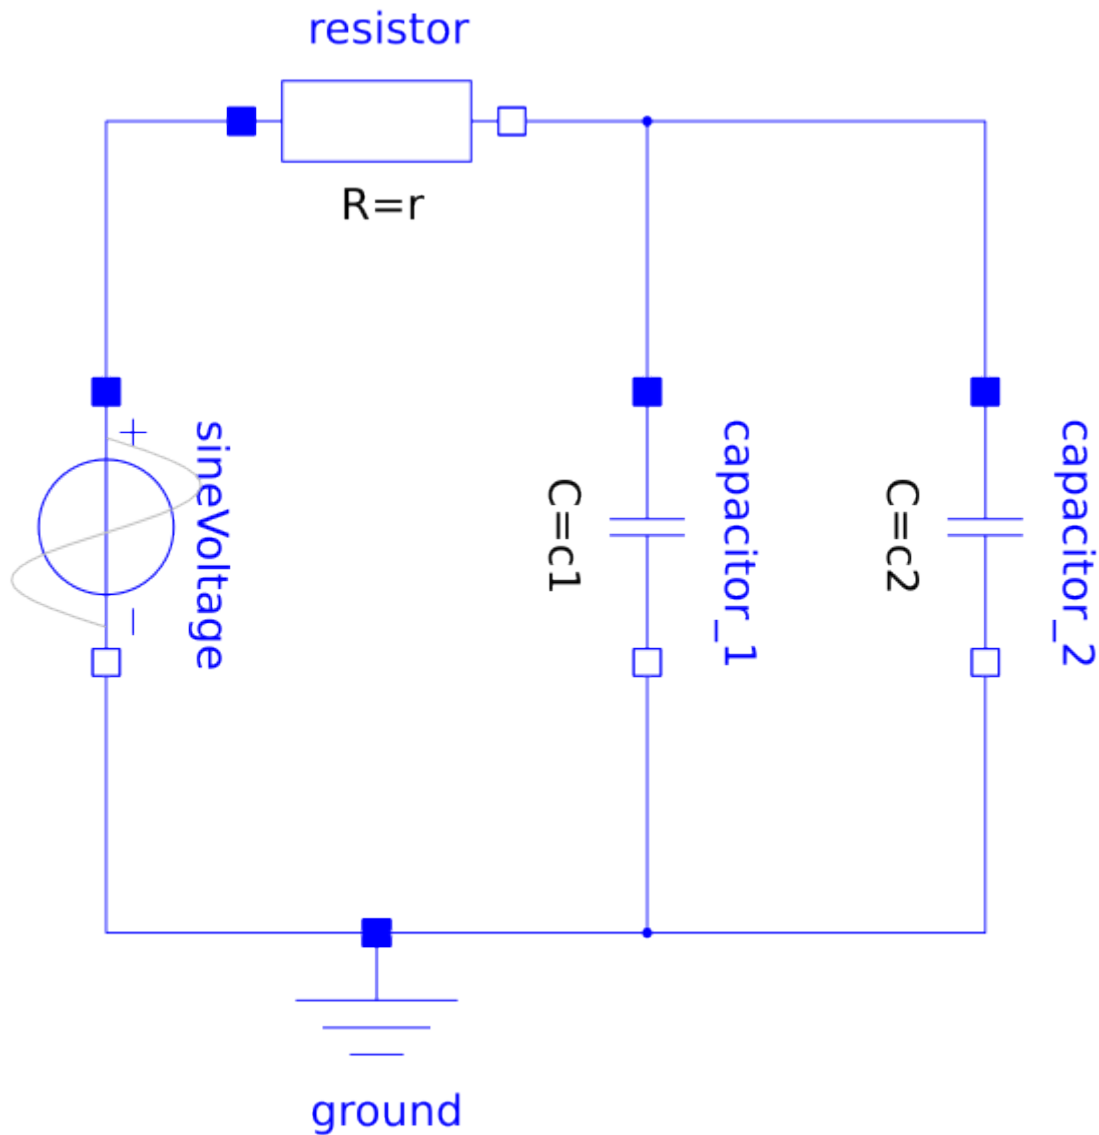 resistor
R=r
+
sineVoltage
−
C=c1
capacitor_1
C=c2
capacitor_2
ground